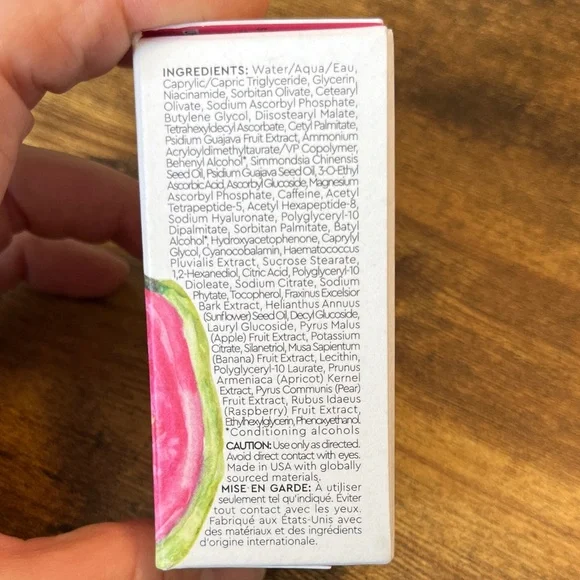 INGREDIENTS: Water/Aqua/Eau,
Caprylic/Capric Triglyceride, Glycerin,
Niacinamide, Sorbitan Olivate, Cetearyl
Olivate, Sodium Ascorbyl Phosphate,
Butylene Glycol, Diisostearyl Malate,
Tetrahexyldecyl Ascorbate, Cetyl Palmitate,
Psidium Guajava Fruit Extract, Ammonium
Acryloyldimethyltaurate/VP Copolymer,
Behenyl Alcohol*, Simmondsia Chinensis
Seed Oil, Psidium Guajava Seed Oil, 3-O-Ethyl
Ascorbic Acid, Ascorbyl Glucoside, Magnesium
Ascorbyl Phosphate, Caffeine, Acetyl
Tetrapeptide-5, Acetyl Hexapeptide-8,
Sodium Hyaluronate, Polyglyceryl-10
Dipalmitate, Sorbitan Palmitate, Batyl
Alcohol*, Hydroxyacetophenone, Caprylyl
Glycol, Cyanocobalamin, Haematococcus
Pluvialis Extract, Sucrose Stearate,
1,2-Hexanediol, Citric Acid, Polyglyceryl-10
Dioleate, Sodium Citrate, Sodium
Phytate, Tocopherol, Fraxinus Excelsior
Bark Extract, Helianthus Annuus
(Sunflower) Seed Oil, Decyl Glucoside,
Lauryl Glucoside, Pyrus Malus
(Apple) Fruit Extract, Potassium
Citrate, Silanetriol, Musa Sapientum
(Banana) Fruit Extract, Lecithin,
Polyglyceryl-10 Laurate, Prunus
Armeniaca (Apricot) Kernel
Extract, Pyrus Communis (Pear)
Fruit Extract, Rubus Idaeus
(Raspberry) Fruit Extract,
Ethylhexylglycerin, Phenoxyethanol.
*Conditioning alcohols
CAUTION: Use only as directed.
Avoid direct contact with eyes.
Made in USA with globally
sourced materials.
MISE EN GARDE: À utiliser
seulement tel qu'indiqué. Éviter
tout contact avec les yeux.
Fabriqué aux États-Unis avec
des matériaux et des ingrédients
d'origine internationale.